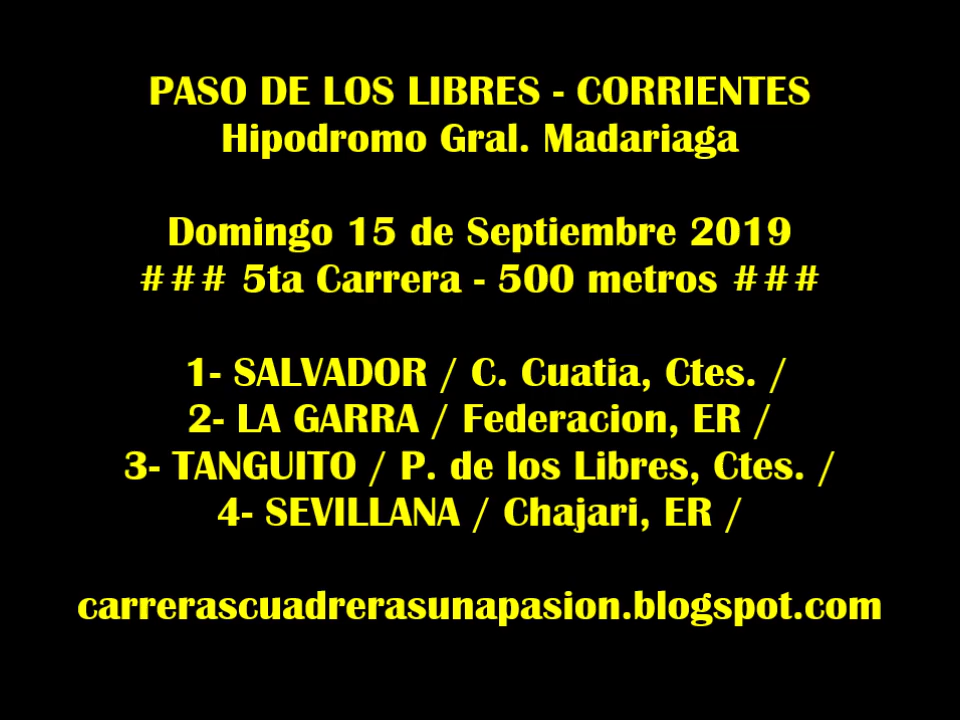 PASO DE LOS LIBRES - CORRIENTES
Hipodromo Gral. Madariaga
Domingo 15 de Septiembre 2019
### 5ta Carrera - 500 metros ###
1- SALVADOR / C. Cuatia, Ctes. /
2- LA GARRA / Federacion, ER /
3- TANGUITO / P. de los Libres, Ctes. /
4- SEVILLANA / Chajari, ER /
carrerascuadrerasunapasion.blogspot.com